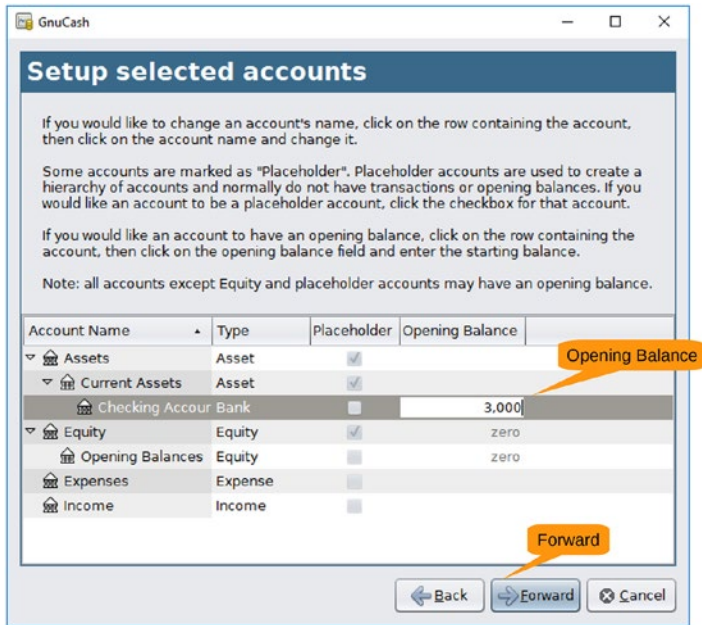 GnuCash
Setup selected accounts
If you would like to change an account's name, click on the row containing the account,
then click on the account name and change it.
Some accounts are marked as "Placeholder". Placeholder accounts are used to create a
hierarchy of accounts and normally do not have transactions or opening balances. If you
would like an account to be a placeholder account, click the checkbox for that account.
If you would like an account to have an opening balance, click on the row containing the
account, then click on the opening balance field and enter the starting balance.
Note: all accounts except Equity and placeholder accounts may have an opening balance.
Account Name Type Placeholder Opening Balance
Opening Balance
Assets Asset
Current Assets Asset
Checking Accour Bank 3,000
Equity Equity zero
Opening Balances Equity zero
Expenses Expense
Income Income
Forward
Back Forward Cancel